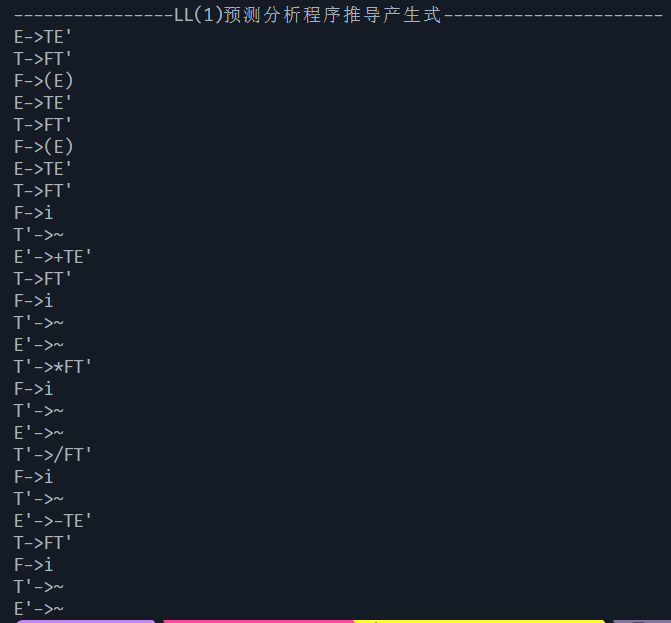 ----------------LL(1)预测分析程序推导产生式----------------------
E->TE'
T->FT'
F->(E)
E->TE'
T->FT'
F->(E)
E->TE'
T->FT'
F->i
T'->~
E'->+TE'
T->FT'
F->i
T'->~
E'->~
T'->*FT'
F->i
T'->~
E'->~
T'->/FT'
F->i
T'->~
E'->-TE'
T->FT'
F->i
T'->~
E'->~